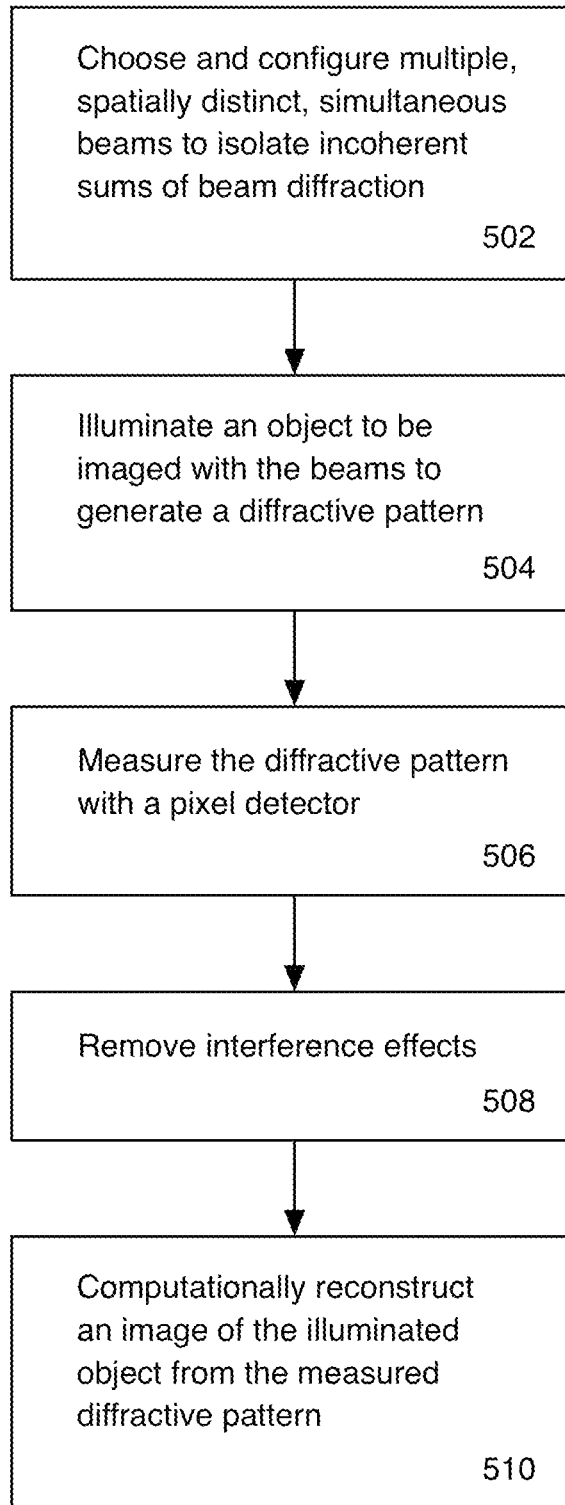 Choose and configure multiple,
spatially distinct, simultaneous
beams to isolate incoherent
sums of beam diffraction
502
Illuminate an object to be
imaged with the beams to
generate a diffractive pattern
504
Measure the diffractive pattern
with a pixel detector
506
Remove interference effects
508
Computationally reconstruct
an image of the illuminated
object from the measured
diffractive pattern
510